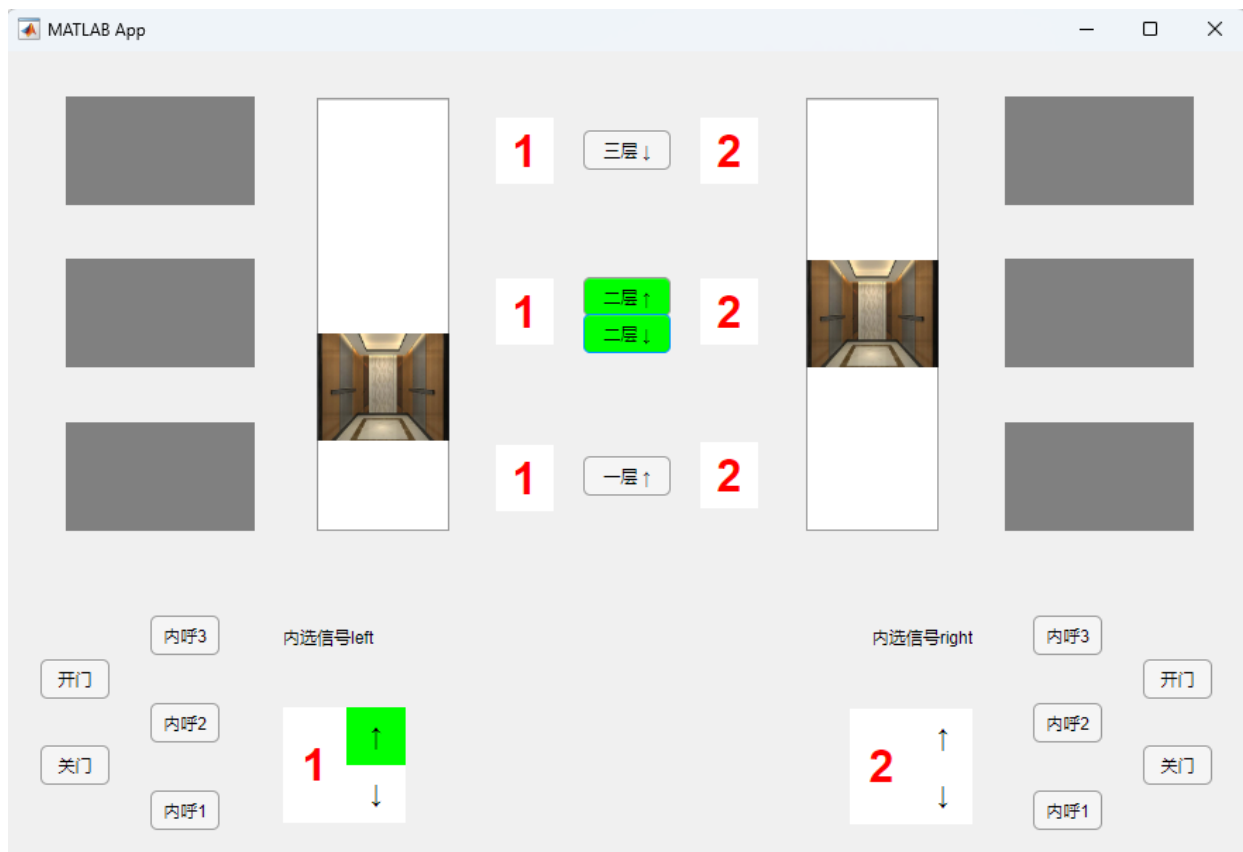 MATLAB App
1 三层↓ 2
1 二层↑ 2
二层↓
1 一层↑ 2
内呼3 内选信号left 内选信号right 内呼3
开门 开门
内呼2 ↑ ↑ 内呼2
关门 1 2 关门
↓ ↓
内呼1 内呼1